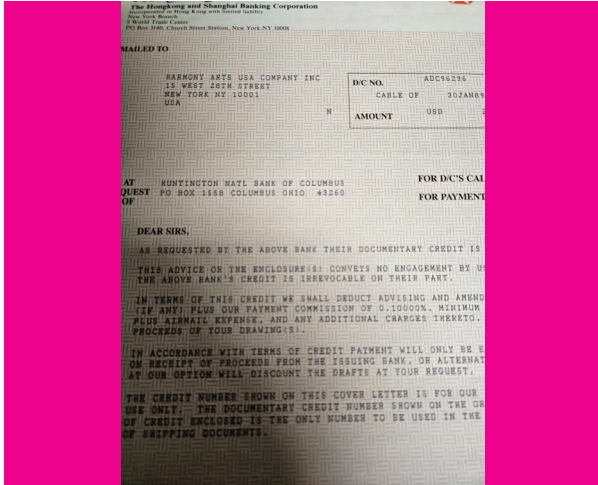 The Hongkong and Shanghai Banking Corporation
Incorporated in Hong Kong with limited liability
New York Branch
5 World Trade Center
PO Box 3140, Church Street Station, New York NY 10008
MAILED TO
HARMONY ARTS USA COMPANY INC
15 WEST 28TH STREET
NEW YORK NY 10001
USA
N
D/C NO. ADC96296
CABLE OF 30JAN89
AMOUNT USD
AT HUNTINGTON NATL BANK OF COLUMBUS
QUEST PO BOX 1558 COLUMBUS OHIO 43260
OF
FOR D/C'S CAL
FOR PAYMENT
DEAR SIRS,
AS REQUESTED BY THE ABOVE BANK THEIR DOCUMENTARY CREDIT IS
THIS ADVICE OR THE ENCLOSURE(S) CONVEYS NO ENGAGEMENT BY US
THE ABOVE BANK'S CREDIT IS IRREVOCABLE ON THEIR PART.
IN TERMS OF THIS CREDIT WE SHALL DEDUCT ADVISING AND AMEND
(IF ANY) PLUS OUR PAYMENT COMMISSION OF 0.10000%, MINIMUM
PLUS AIRMAIL EXPENSE, AND ANY ADDITIONAL CHARGES THERETO,
PROCEEDS OF YOUR DRAWING(S).
IN ACCORDANCE WITH TERMS OF CREDIT PAYMENT WILL ONLY BE
ON RECEIPT OF PROCEEDS FROM THE ISSUING BANK, OR ALTERNAT
AT OUR OPTION WILL DISCOUNT THE DRAFTS AT YOUR REQUEST.
THE CREDIT NUMBER SHOWN ON THIS COVER LETTER IS FOR OUR
USE ONLY. THE DOCUMENTARY CREDIT NUMBER SHOWN ON THE OR
OF CREDIT ENCLOSED IS THE ONLY NUMBER TO BE USED IN THE
OF SHIPPING DOCUMENTS.